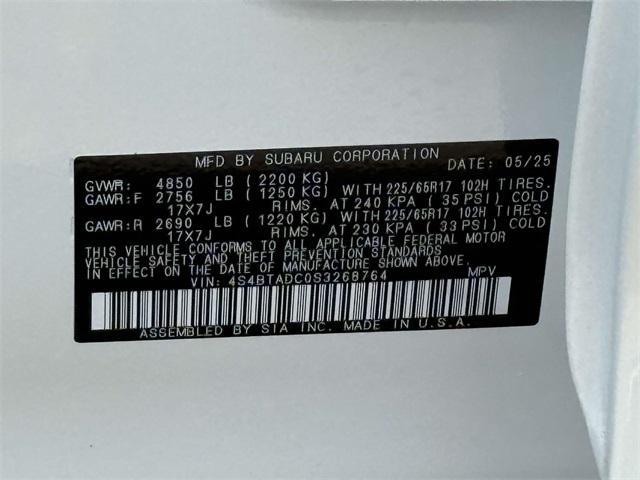 MFD BY SUBARU CORPORATION DATE: 05/25
GVWR: 4850 LB (2200 KG)
GAWR:F 2756 LB (1250 KG) WITH 225/65R17 102H TIRES.
17X7J RIMS. AT 240 KPA (35 PSI) COLD
GAWR:R 2690 LB (1220 KG) WITH 225/65R17 102H TIRES.
17X7J RIMS. AT 230 KPA (33 PSI) COLD
THIS VEHICLE CONFORMS TO ALL APPLICABLE FEDERAL MOTOR
VEHICLE SAFETY, BUMPER, AND THEFT PREVENTION STANDARDS
IN EFFECT ON THE DATE OF MANUFACTURE SHOWN ABOVE.
VIN: 4S4BTADC0S3268764 MPV
ASSEMBLED BY SIA INC. MADE IN U.S.A.